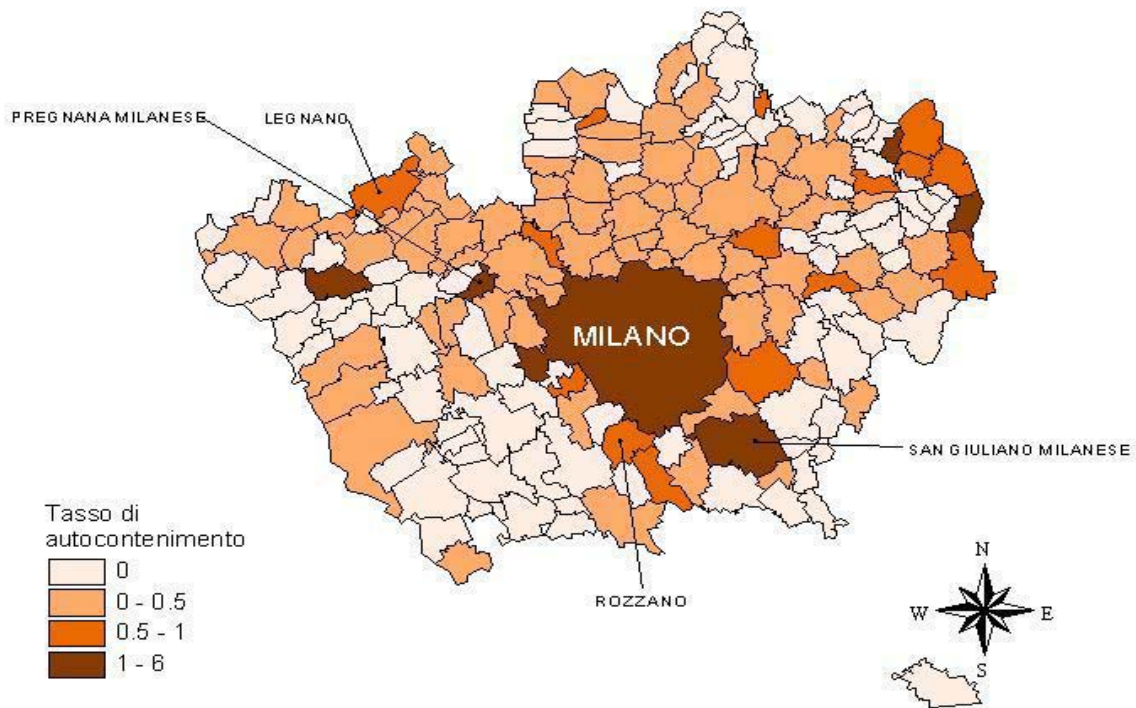 PREGNANA MILANESE
LEGNANO
MILANO
SAN GIULIANO MILANESE
ROZZANO
Tasso di
autocontenimento
0
0 - 0.5
0.5 - 1
1 - 6
N
W
E
S